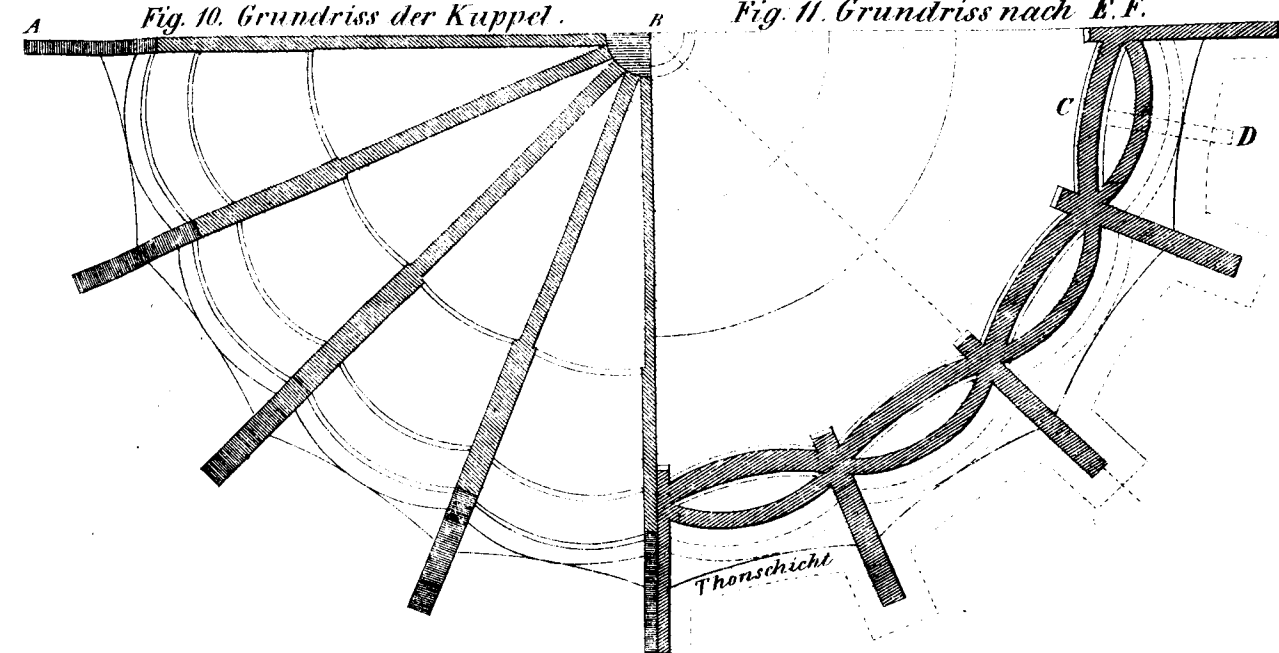 Fig. 10. Grundriss der Kuppel.
Fig. 11. Grundriss nach E.F.
A
B
C
D
Thonschicht